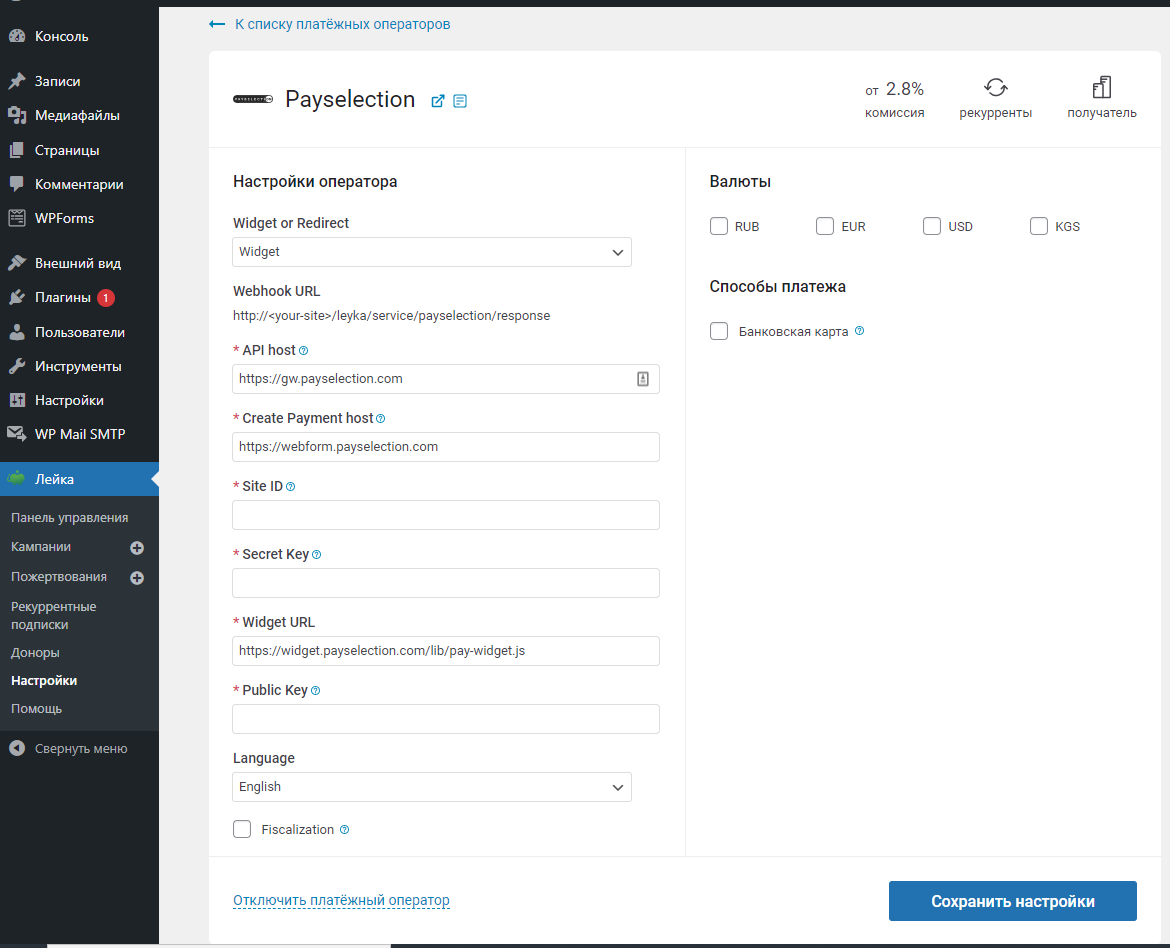 Консоль
Записи
Медиафайлы
Страницы
Комментарии
WPForms
Внешний вид
Плагины 1
Пользователи
Инструменты
Настройки
WP Mail SMTP
Лейка
Панель управления
Кампании
Пожертвования
Рекуррентные
подписки
Доноры
Настройки
Помощь
Свернуть меню
К списку платёжных операторов
PAYSELECTION
Payselection
от 2.8%
комиссия
рекурренты
получатель
Настройки оператора
Widget or Redirect
Widget
Webhook URL
http://<your-site>/leyka/service/payselection/response
* API host
https://gw.payselection.com
* Create Payment host
https://webform.payselection.com
* Site ID
* Secret Key
* Widget URL
https://widget.payselection.com/lib/pay-widget.js
* Public Key
Language
English
Fiscalization
Валюты
RUB EUR USD KGS
Способы платежа
Банковская карта
Отключить платёжный оператор
Сохранить настройки